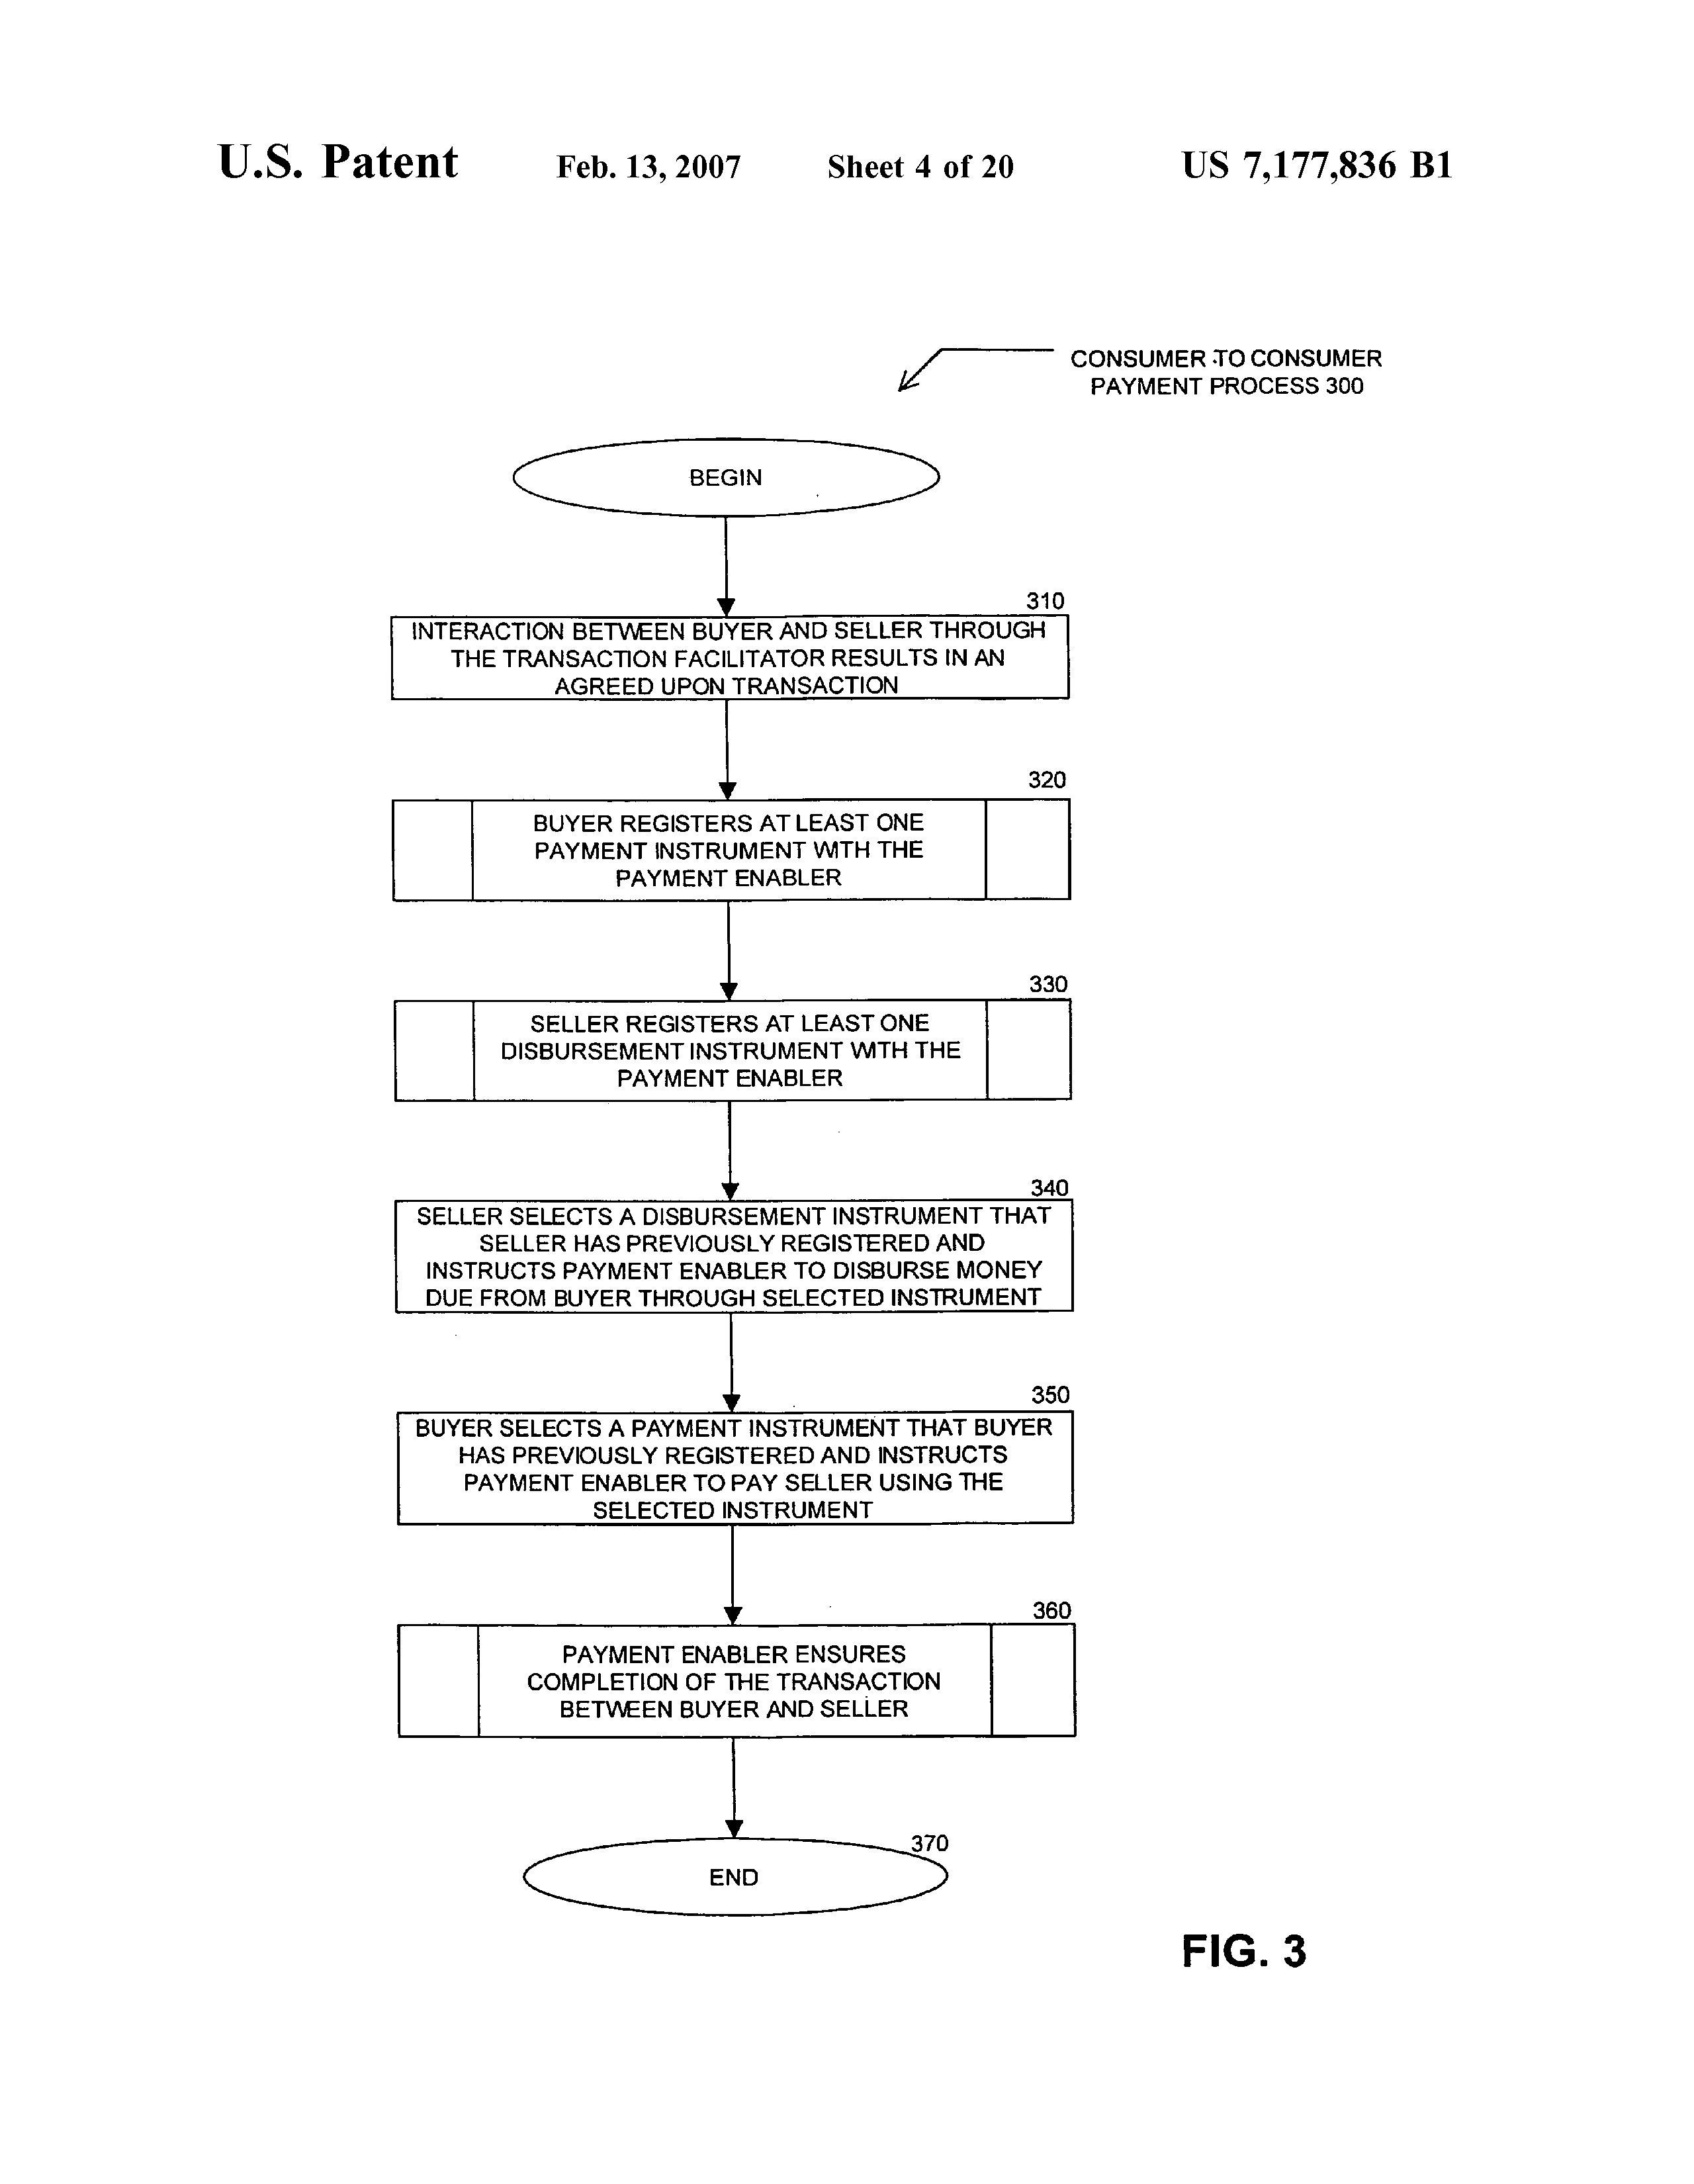 U.S. Patent Feb. 13, 2007 Sheet 4 of 20 US 7,177,836 B1
CONSUMER TO CONSUMER
PAYMENT PROCESS 300
BEGIN
310
INTERACTION BETWEEN BUYER AND SELLER THROUGH
THE TRANSACTION FACILITATOR RESULTS IN AN
AGREED UPON TRANSACTION
320
BUYER REGISTERS AT LEAST ONE
PAYMENT INSTRUMENT WITH THE
PAYMENT ENABLER
330
SELLER REGISTERS AT LEAST ONE
DISBURSEMENT INSTRUMENT WITH THE
PAYMENT ENABLER
340
SELLER SELECTS A DISBURSEMENT INSTRUMENT THAT
SELLER HAS PREVIOUSLY REGISTERED AND
INSTRUCTS PAYMENT ENABLER TO DISBURSE MONEY
DUE FROM BUYER THROUGH SELECTED INSTRUMENT
350
BUYER SELECTS A PAYMENT INSTRUMENT THAT BUYER
HAS PREVIOUSLY REGISTERED AND INSTRUCTS
PAYMENT ENABLER TO PAY SELLER USING THE
SELECTED INSTRUMENT
360
PAYMENT ENABLER ENSURES
COMPLETION OF THE TRANSACTION
BETWEEN BUYER AND SELLER
370
END
FIG. 3